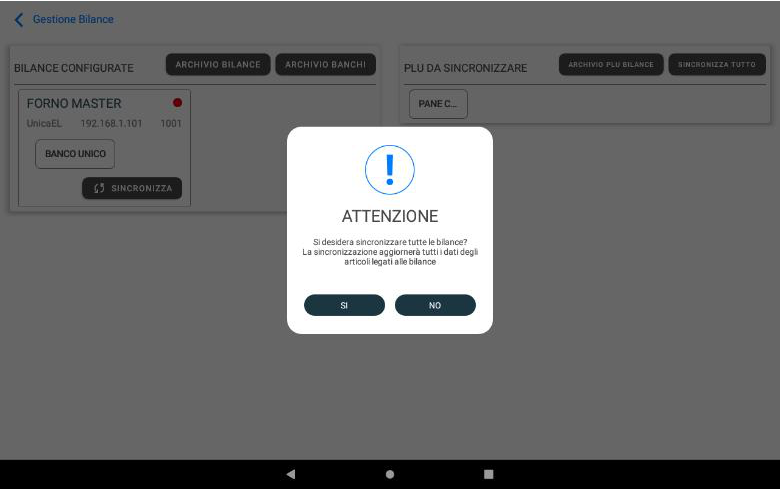 Gestione Bilance
BILANCE CONFIGURATE
ARCHIVIO BILANCE
ARCHIVIO BANCHI
FORNO MASTER
UnicaEL 192.168.1.101 1001
BANCO UNICO
SINCRONIZZA
PLU DA SINCRONIZZARE
ARCHIVIO PLU BILANCE
SINCRONIZZA TUTTO
PANE C...
!
ATTENZIONE
Si desidera sincronizzare tutte le bilance?
La sincronizzazione aggiornerà tutti i dati degli
articoli legati alle bilance
SI
NO